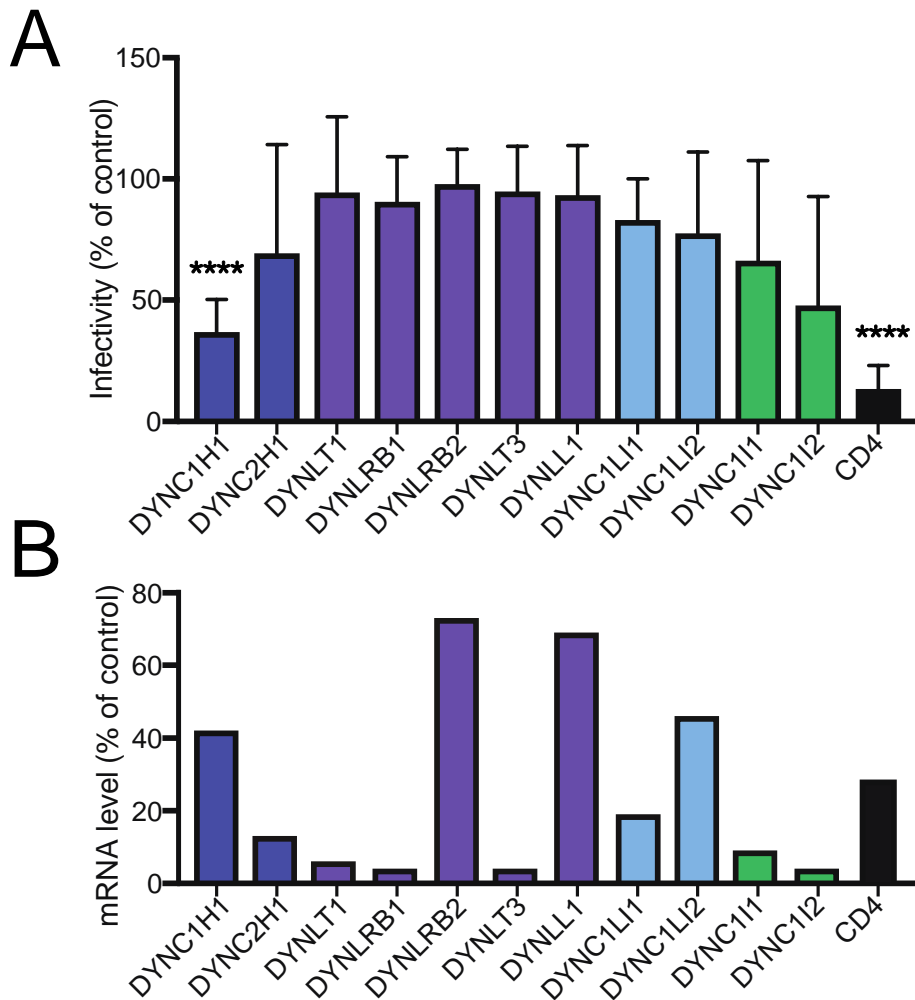 A
Infectivity (% of control)
150
100
50
0
****
****
DYNC1H1
DYNC2H1
DYNLT1
DYNLRB1
DYNLRB2
DYNLT3
DYNLL1
DYNC1LI1
DYNC1LI2
DYNC1I1
DYNC1I2
CD4
B
mRNA level (% of control)
80
60
40
20
0
DYNC1H1
DYNC2H1
DYNLT1
DYNLRB1
DYNLRB2
DYNLT3
DYNLL1
DYNC1LI1
DYNC1LI2
DYNC1I1
DYNC1I2
CD4